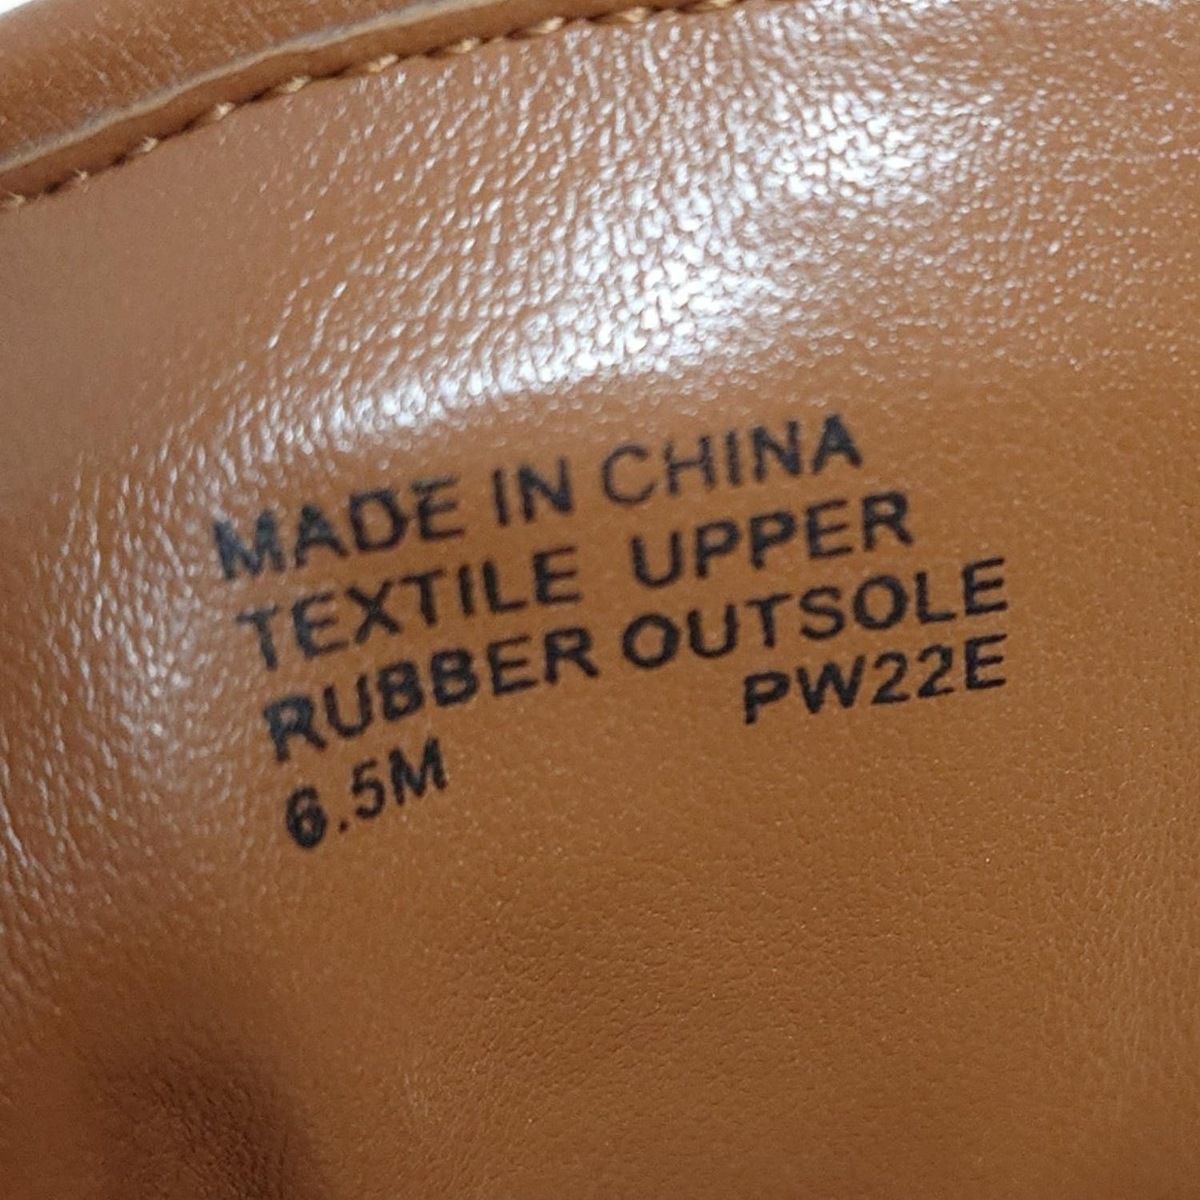 MADE IN CHINA
TEXTILE UPPER
RUBBER OUTSOLE
6.5M PW22E